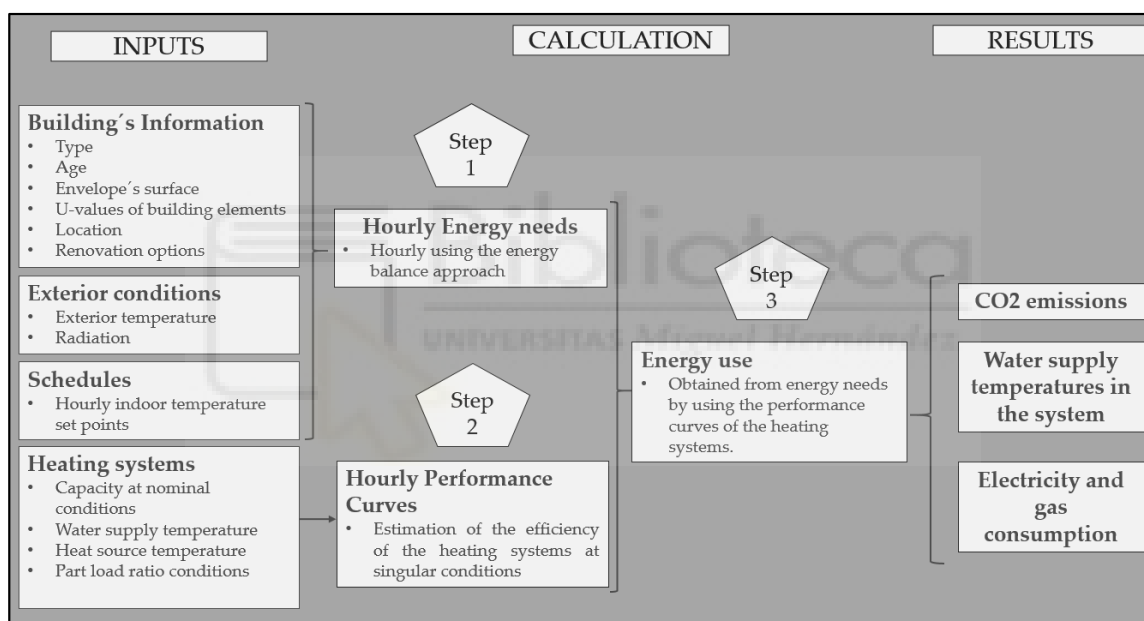 INPUTS
CALCULATION
RESULTS
Building´s Information
• Type
• Age
• Envelope´s surface
• U-values of building elements
• Location
• Renovation options
Exterior conditions
• Exterior temperature
• Radiation
Schedules
• Hourly indoor temperature
set points
Heating systems
• Capacity at nominal
conditions
• Water supply temperature
• Heat source temperature
• Part load ratio conditions
Step
1
Hourly Energy needs
• Hourly using the energy
balance approach
Step
2
Hourly Performance
Curves
• Estimation of the efficiency
of the heating systems at
singular conditions
Step
3
Energy use
• Obtained from energy needs
by using the performance
curves of the heating
systems.
CO2 emissions
Water supply
temperatures in
the system
Electricity and
gas
consumption
Biblioteca
UNIVERSITAS Miguel Hernández